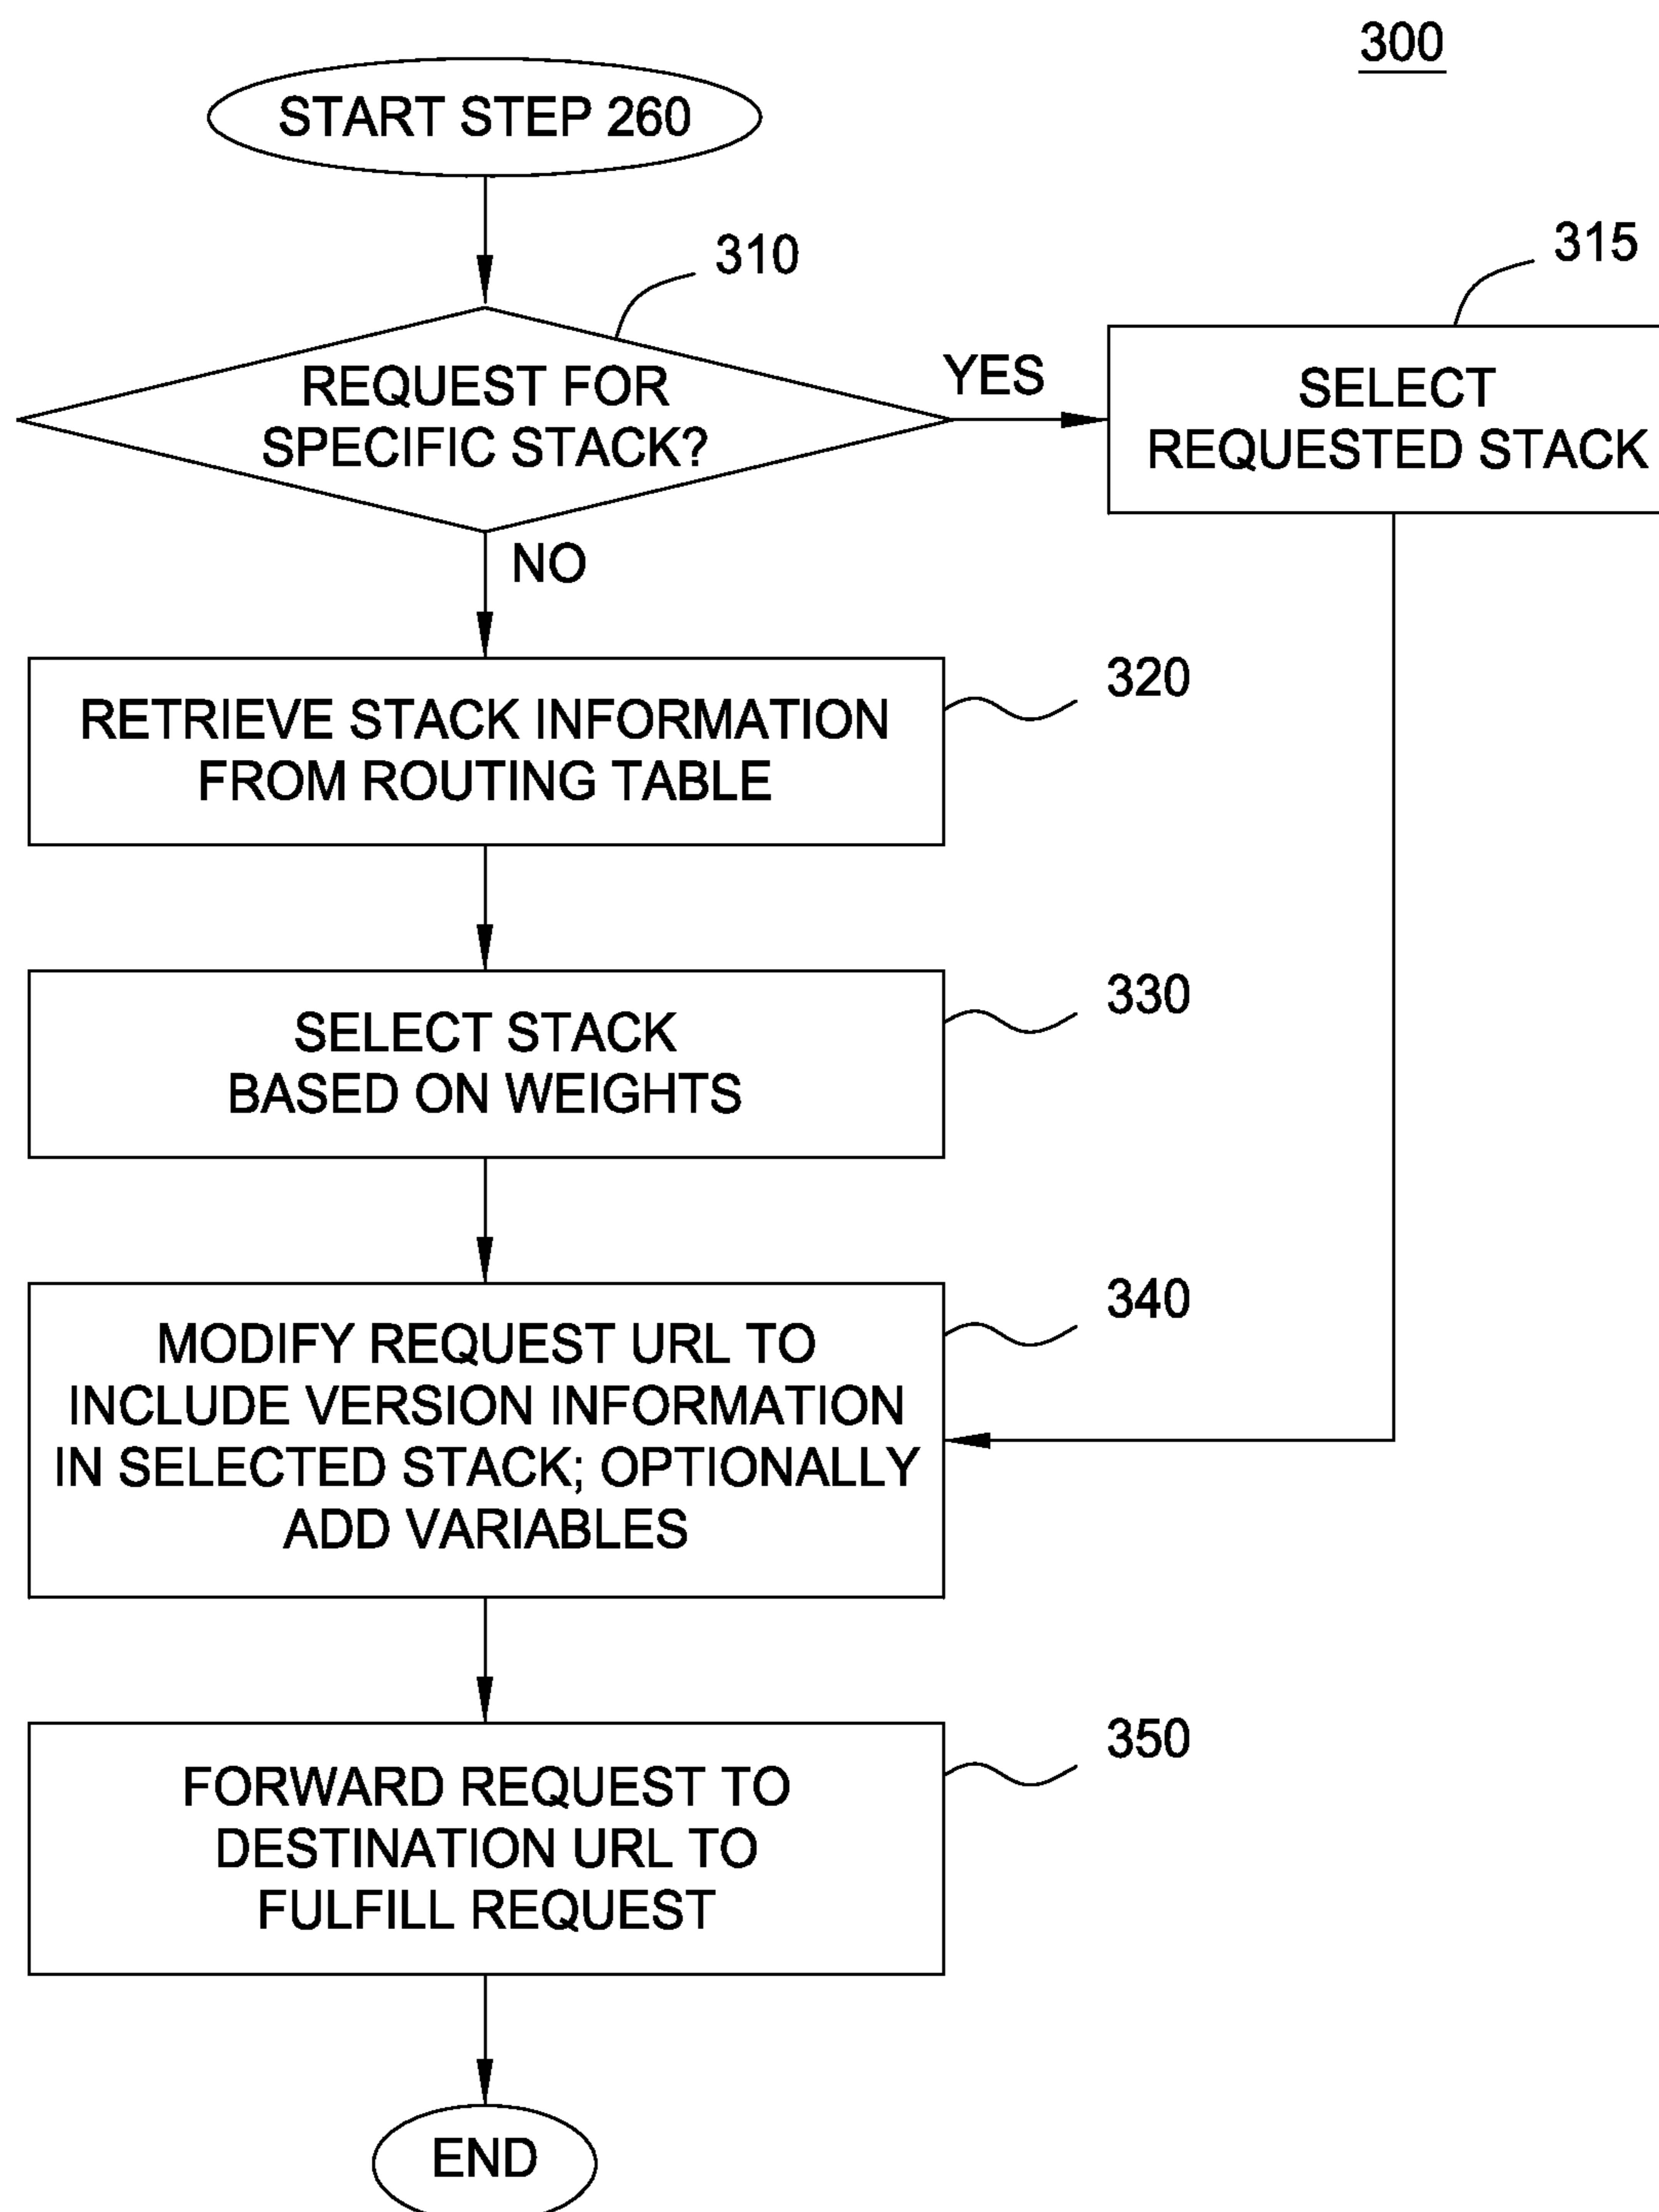 300
START STEP 260
310
315
REQUEST FOR
SPECIFIC STACK?
YES
SELECT
REQUESTED STACK
NO
320
RETRIEVE STACK INFORMATION
FROM ROUTING TABLE
330
SELECT STACK
BASED ON WEIGHTS
340
MODIFY REQUEST URL TO
INCLUDE VERSION INFORMATION
IN SELECTED STACK; OPTIONALLY
ADD VARIABLES
350
FORWARD REQUEST TO
DESTINATION URL TO
FULFILL REQUEST
END